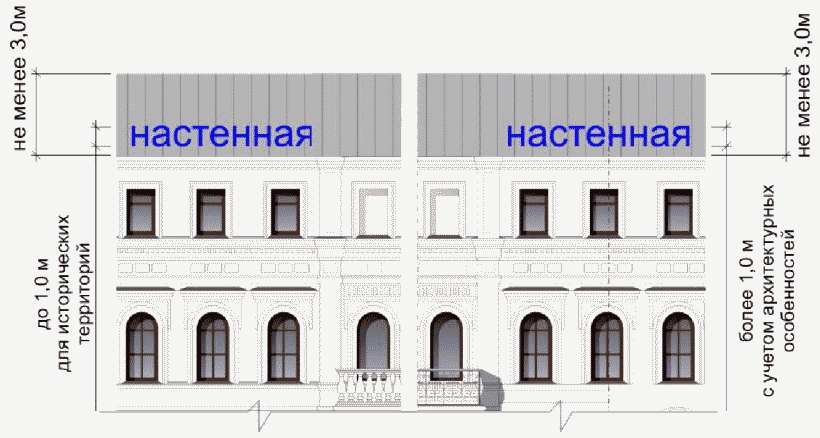 не менее 3,0м
настенная
настенная
не менее 3,0м
до 1,0 м
для исторических
территорий
более 1,0 м
с учетом архитектурных
особенностей